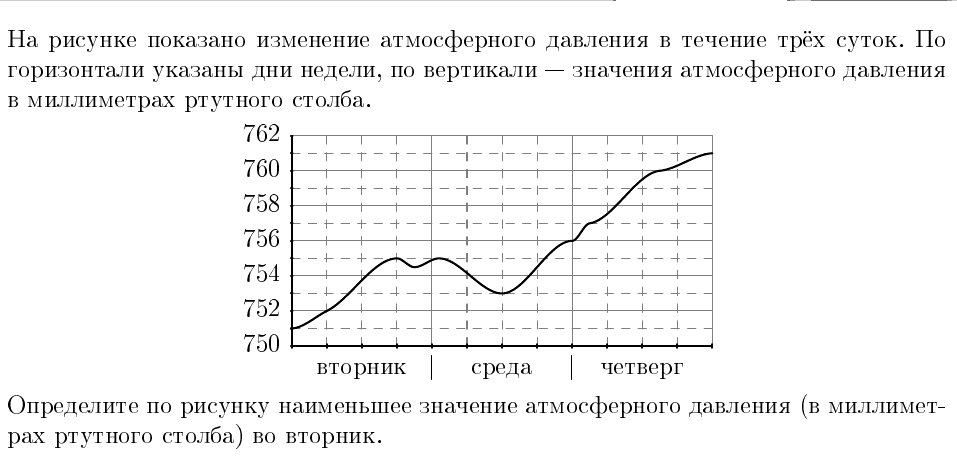 На рисунке показано изменение атмосферного давления в течение трёх суток. По
горизонтали указаны дни недели, по вертикали — значения атмосферного давления
в миллиметрах ртутного столба.
762
760
758
756
754
752
750
вторник среда четверг
Определите по рисунку наименьшее значение атмосферного давления (в миллимет-
рах ртутного столба) во вторник.